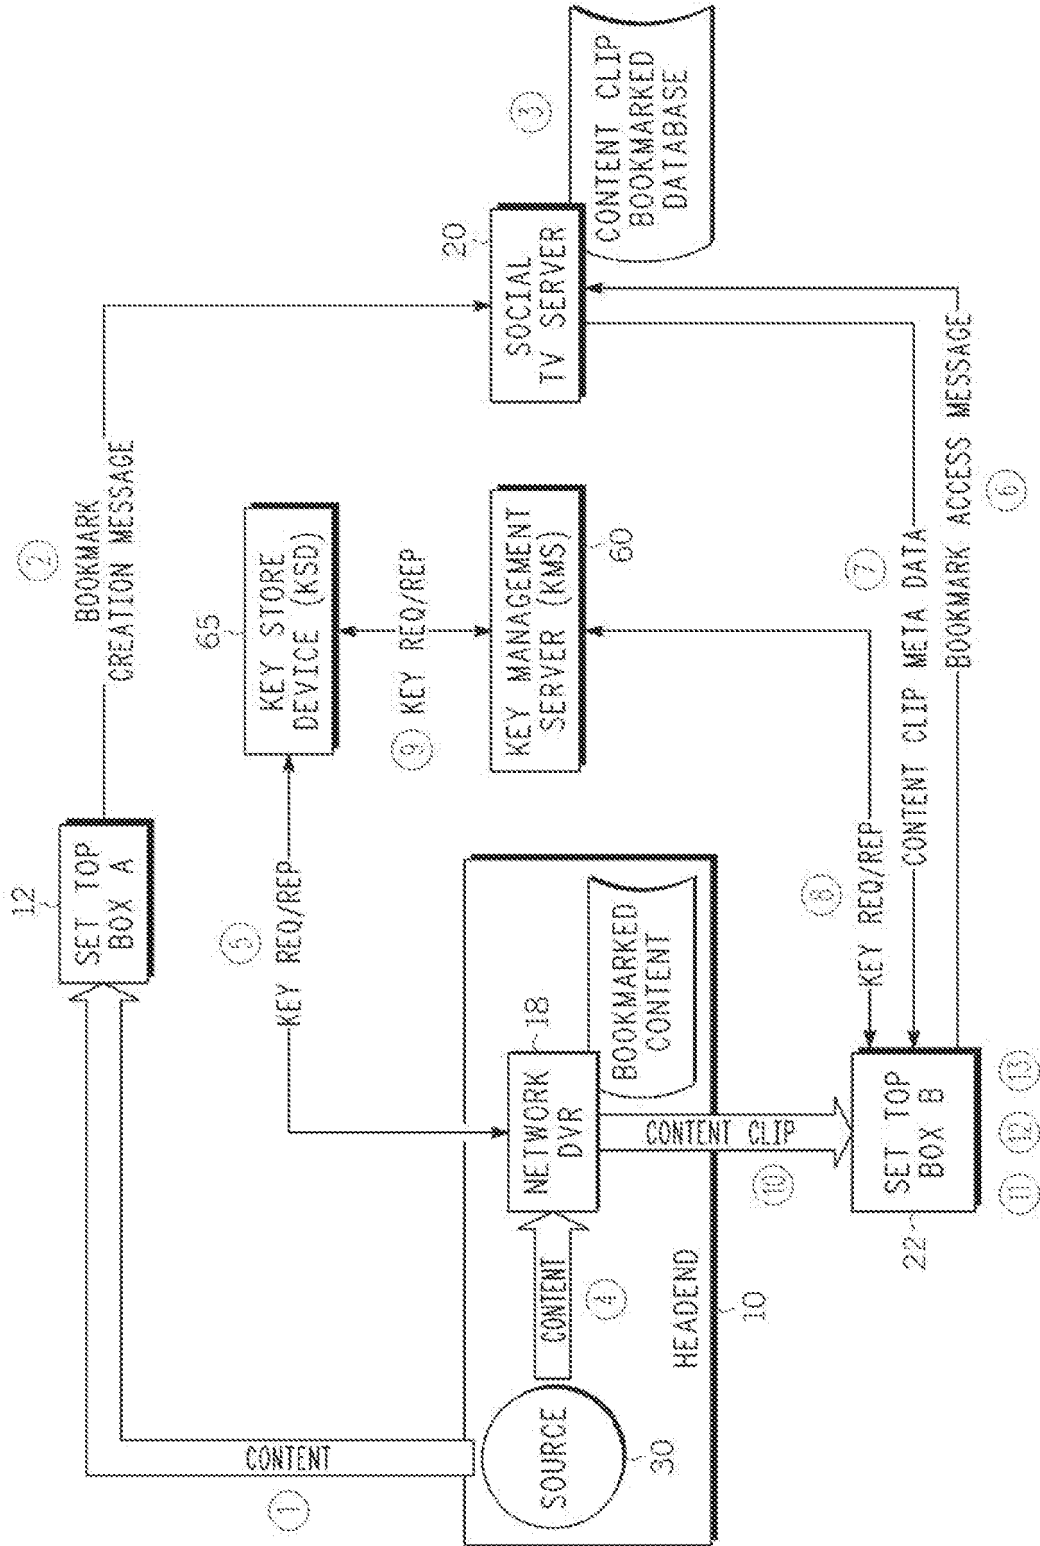 1
CONTENT
SOURCE
30
HEADEND
10
CONTENT
4
NETWORK
DVR
18
BOOKMARKED
CONTENT
CONTENT CLIP
10
12
SET TOP
BOX A
2
BOOKMARK
CREATION MESSAGE
5
KEY REQ/REP
65
KEY STORE
DEVICE (KSD)
9
KEY REQ/REP
KEY MANAGEMENT
SERVER (KMS)
60
20
SOCIAL
TV SERVER
3
CONTENT CLIP
BOOKMARKED
DATABASE
8
KEY REQ/REP
7
CONTENT CLIP META DATA
BOOKMARK ACCESS MESSAGE
6
22
SET TOP
BOX B
11
12
13